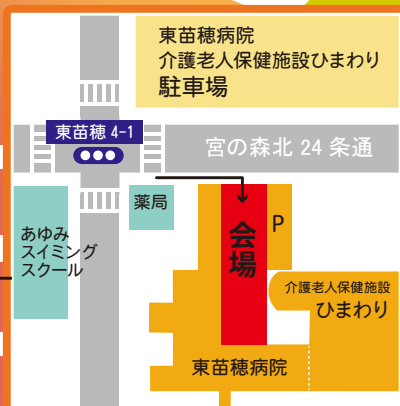 東苗穂病院
介護老人保健施設ひまわり
駐車場
東苗穂 4-1
宮の森北 24 条通
薬局
P
会場
あゆみ
スイミング
スクール
介護老人保健施設
ひまわり
東苗穂病院